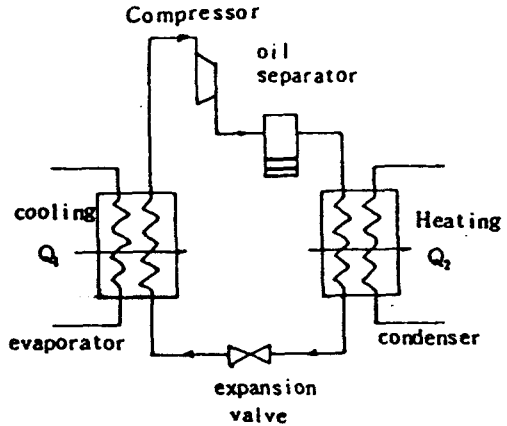 Compressor
oil
separator
cooling
Q₁
evaporator
Heating
Q₂
condenser
expansion
valve